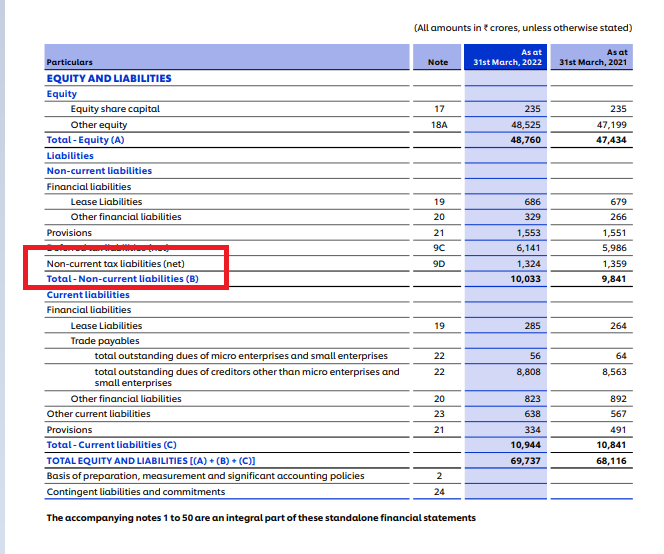 (All amounts in ₹ crores, unless otherwise stated)
Particulars Note As at 31st March, 2022 As at 31st March, 2021
EQUITY AND LIABILITIES
Equity
Equity share capital 17 235 235
Other equity 18A 48,525 47,199
Total - Equity (A) 48,760 47,434
Liabilities
Non-current liabilities
Financial liabilities
Lease Liabilities 19 686 679
Other financial liabilities 20 329 266
Provisions 21 1,553 1,551
Deferred tax liabilities (net) 9C 6,141 5,986
Non-current tax liabilities (net) 9D 1,324 1,359
Total - Non-current liabilities (B) 10,033 9,841
Current liabilities
Financial liabilities
Lease Liabilities 19 285 264
Trade payables
total outstanding dues of micro enterprises and small enterprises 22 56 64
total outstanding dues of creditors other than micro enterprises and 22 8,808 8,563
small enterprises
Other financial liabilities 20 823 892
Other current liabilities 23 638 567
Provisions 21 334 491
Total - Current liabilities (C) 10,944 10,841
TOTAL EQUITY AND LIABILITIES [(A) + (B) + (C)] 69,737 68,116
Basis of preparation, measurement and significant accounting policies 2
Contingent liabilities and commitments 24
The accompanying notes 1 to 50 are an integral part of these standalone financial statements